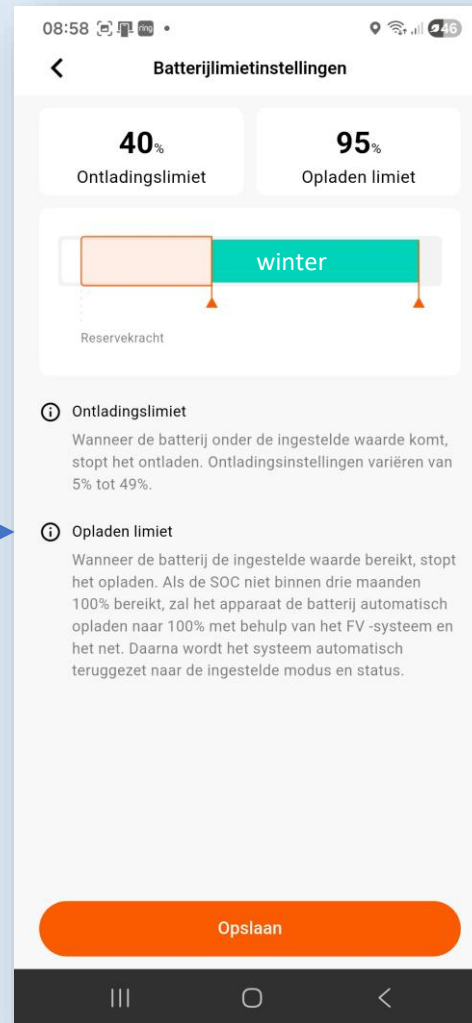 08:58 ring 46
Batterijlimietinstellingen
40% 95%
Ontladingslimiet Opladen limiet
winter
Reservekracht
Ontladingslimiet
Wanneer de batterij onder de ingestelde waarde komt,
stopt het ontladen. Ontladingsinstellingen variëren van
5% tot 49%.
Opladen limiet
Wanneer de batterij de ingestelde waarde bereikt, stopt
het opladen. Als de SOC niet binnen drie maanden
100% bereikt, zal het apparaat de batterij automatisch
opladen naar 100% met behulp van het FV -systeem en
het net. Daarna wordt het systeem automatisch
teruggezet naar de ingestelde modus en status.
Opslaan